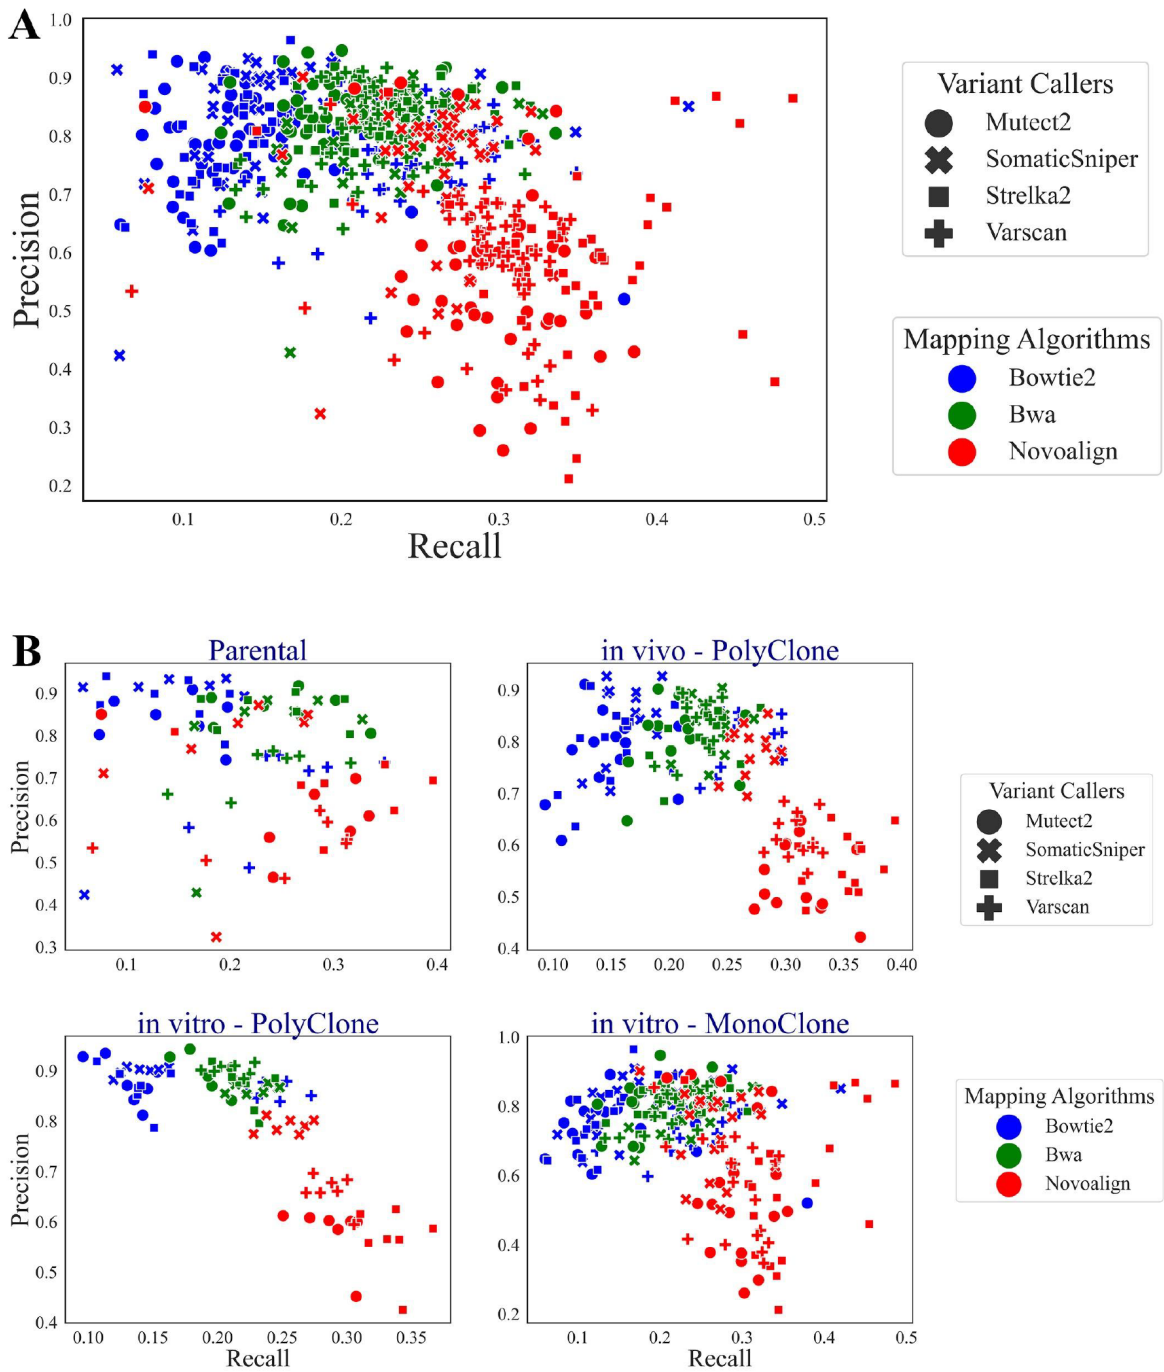 A
1.0
0.9
0.8
0.7
0.6
0.5
0.4
0.3
0.2
Precision
0.1 0.2 0.3 0.4 0.5
Recall
Variant Callers
Mutect2
SomaticSniper
Strelka2
Varscan
Mapping Algorithms
Bowtie2
Bwa
Novoalign
B
Parental
0.9
0.8
0.7
0.6
0.5
0.4
0.3
Precision
0.1 0.2 0.3 0.4
in vivo - PolyClone
0.9
0.8
0.7
0.6
0.5
0.4
0.10 0.15 0.20 0.25 0.30 0.35 0.40
Variant Callers
Mutect2
SomaticSniper
Strelka2
Varscan
in vitro - PolyClone
0.9
0.8
0.7
0.6
0.5
0.4
Precision
0.10 0.15 0.20 0.25 0.30 0.35
Recall
in vitro - MonoClone
1.0
0.8
0.6
0.4
0.2
0.1 0.2 0.3 0.4 0.5
Recall
Mapping Algorithms
Bowtie2
Bwa
Novoalign